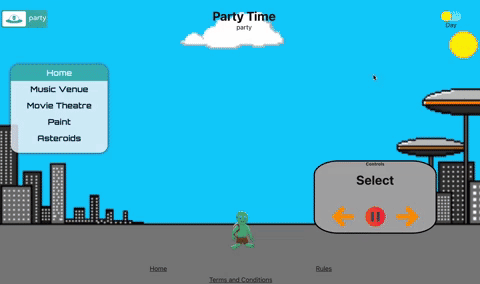 party
Party Time
party
Day
Home
Music Venue
Movie Theatre
Paint
Asteroids
Controls
Select
Home
Rules
Terms and Conditions